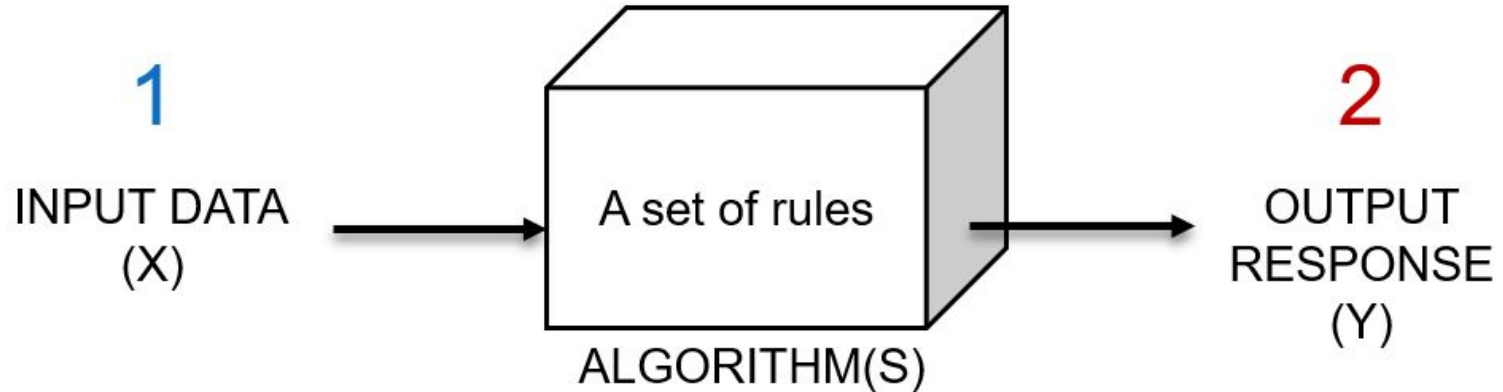 1
INPUT DATA
(X)
A set of rules
ALGORITHM(S)
2
OUTPUT
RESPONSE
(Y)